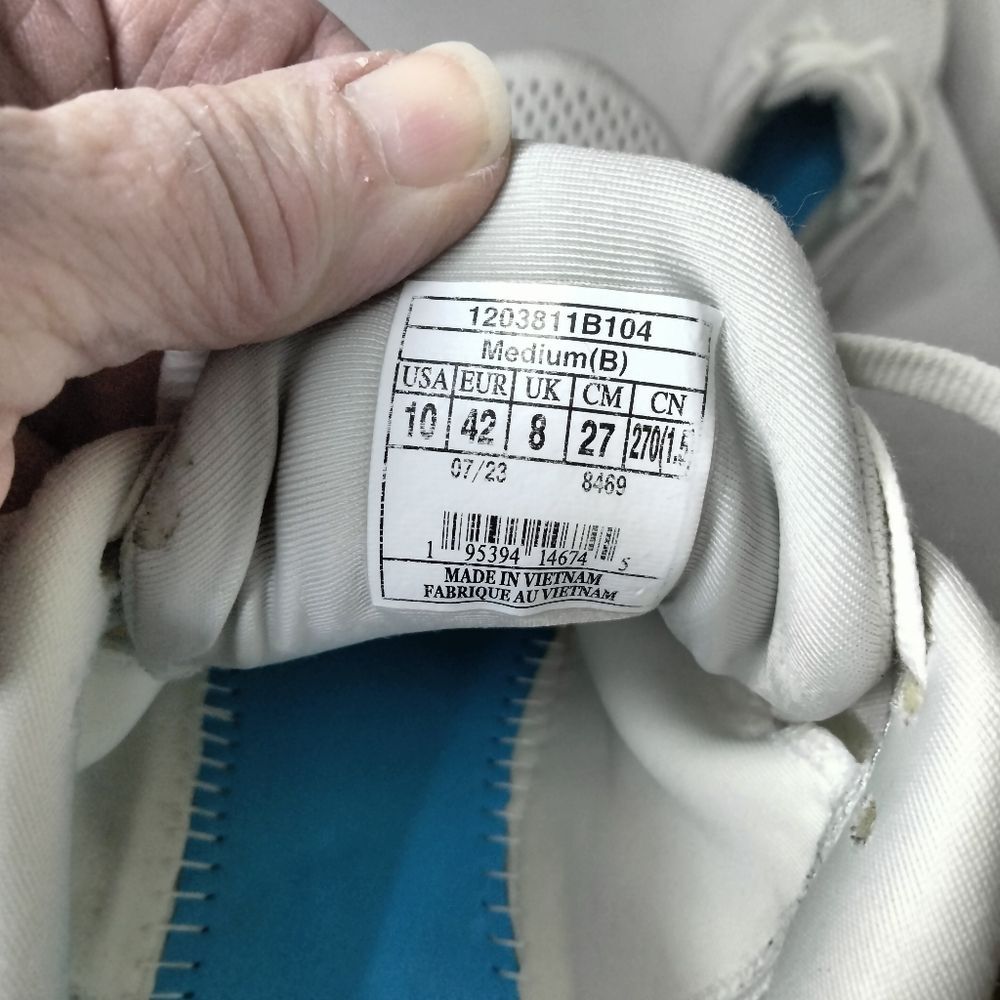 1203811B104
Medium(B)
USA EUR UK CM CN
10 42 8 27 270(1,5
07/23 8469
1 95394 14674 5
MADE IN VIETNAM
FABRIQUE AU VIETNAM